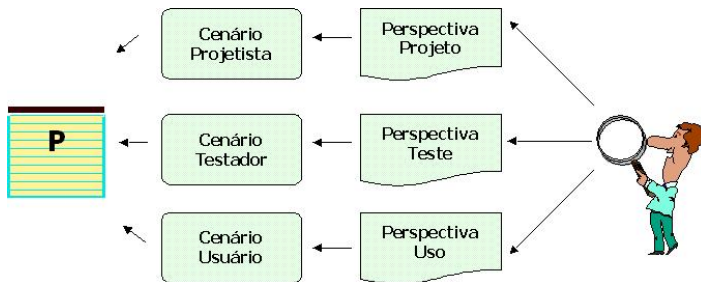 Cenário
Projetista
Perspectiva
Projeto
P
Cenário
Testador
Perspectiva
Teste
Cenário
Usuário
Perspectiva
Uso